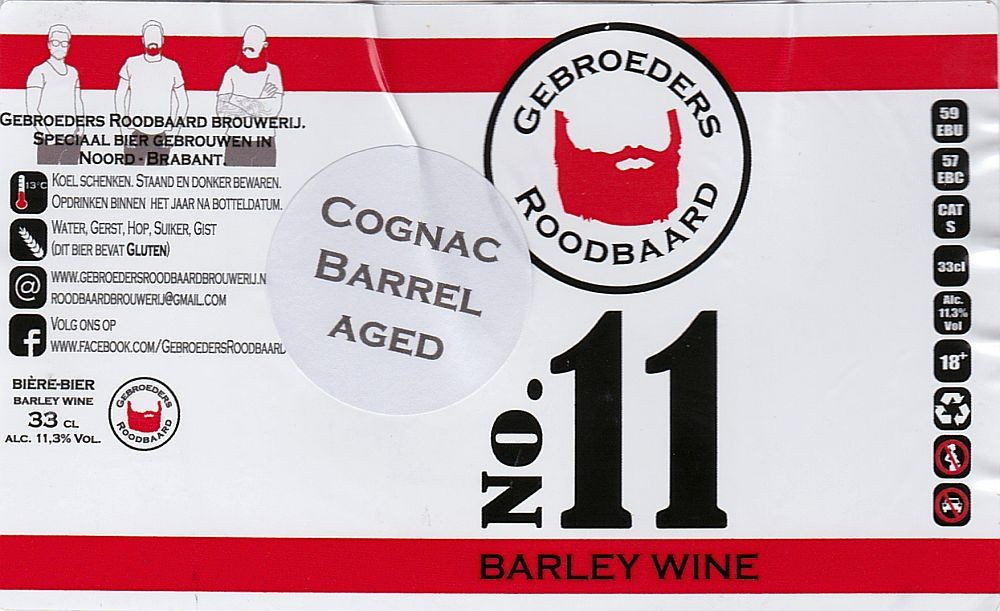 Gebroeders Roodbaard Brouwerij.
Speciaal bier gebrouwen in
Noord - Brabant.
13°C
Koel schenken. Staand en donker bewaren.
Opdrinken binnen het jaar na botteldatum.
Water, Gerst, Hop, Suiker, Gist
(dit bier bevat Gluten)
@
www.gebroedersroodbaardbrouwerij.n
roodbaardbrouwerij@gmail.com
f
Volg ons op
www.facebook.com/GebroedersRoodbaard
BIÈRE-BIER
BARLEY WINE
33 CL
ALC. 11,3% VOL.
GEBROEDERS
ROODBAARD
Cognac
Barrel
aged
GEBROEDERS
ROODBAARD
No. 11
BARLEY WINE
59
EBU
57
EBC
CAT
S
33cl
Alc.
11,3%
Vol
18+